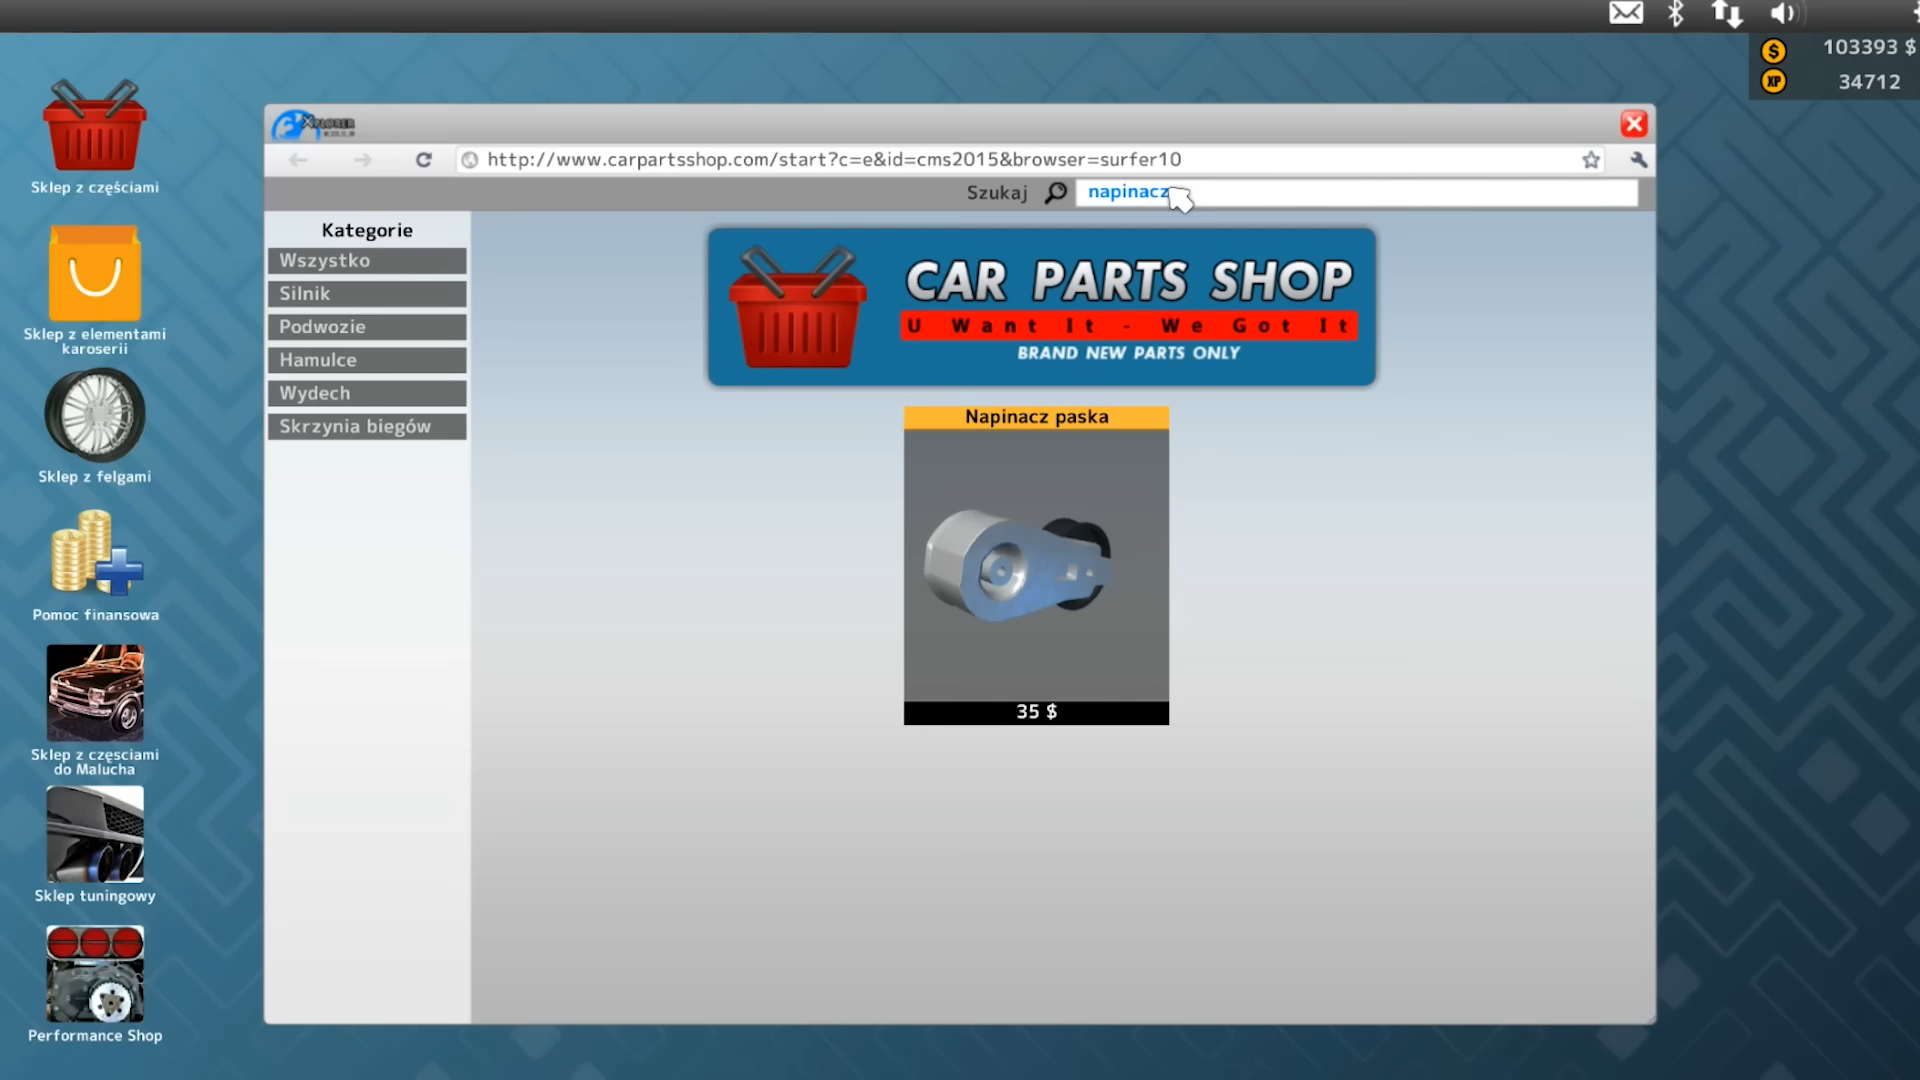 103393 $
XP
34712
Sklep z częściami
Sklep z elementami
karoserii
Sklep z felgami
Pomoc finansowa
Sklep z częsciami
do Malucha
Sklep tuningowy
Performance Shop
XPLORER
http://www.carpartsshop.com/start?c=e&id=cms2015&browser=surfer10
Szukaj
napinacz
Kategorie
Wszystko
Silnik
Podwozie
Hamulce
Wydech
Skrzynia biegów
CAR PARTS SHOP
U Want It - We Got It
BRAND NEW PARTS ONLY
Napinacz paska
35 $